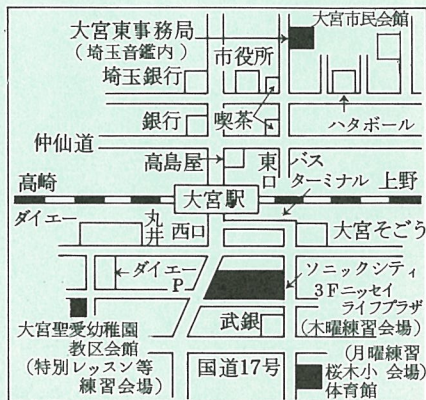 大宮東事務局
(埼玉音鑑内)
大宮市民会館
市役所
埼玉銀行
銀行
喫茶
ハタボール
仲仙道
高島屋
東口
バス
ターミナル
高崎
大宮駅
上野
ダイエー
丸井
西口
大宮そごう
ダイエー
P
ソニックシティ
3Fニッセイ
ライフプラザ
(木曜練習会場)
武銀
大宮聖愛幼稚園
教区会館
(特別レッスン等
練習会場)
国道17号
(月曜練習
桜木小 会場)
体育館